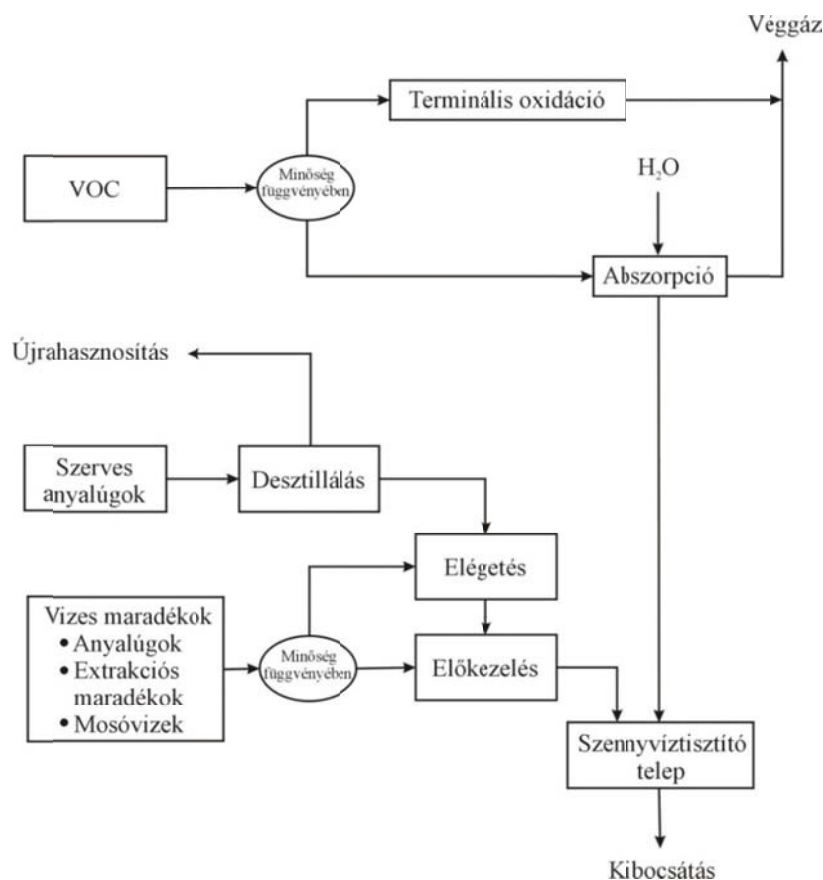 Véggáz
Terminális oxidáció
VOC
Minőség
függvényében
H₂O
Abszorpció
Újrahasznosítás
Szerves
anyalúgok
Desztillálás
Elégetés
Vizes maradékok
• Anyalúgok
• Extrakciós
maradékok
• Mosóvizek
Minőség
függvényében
Előkezelés
Szennyvíztisztító
telep
Kibocsátás